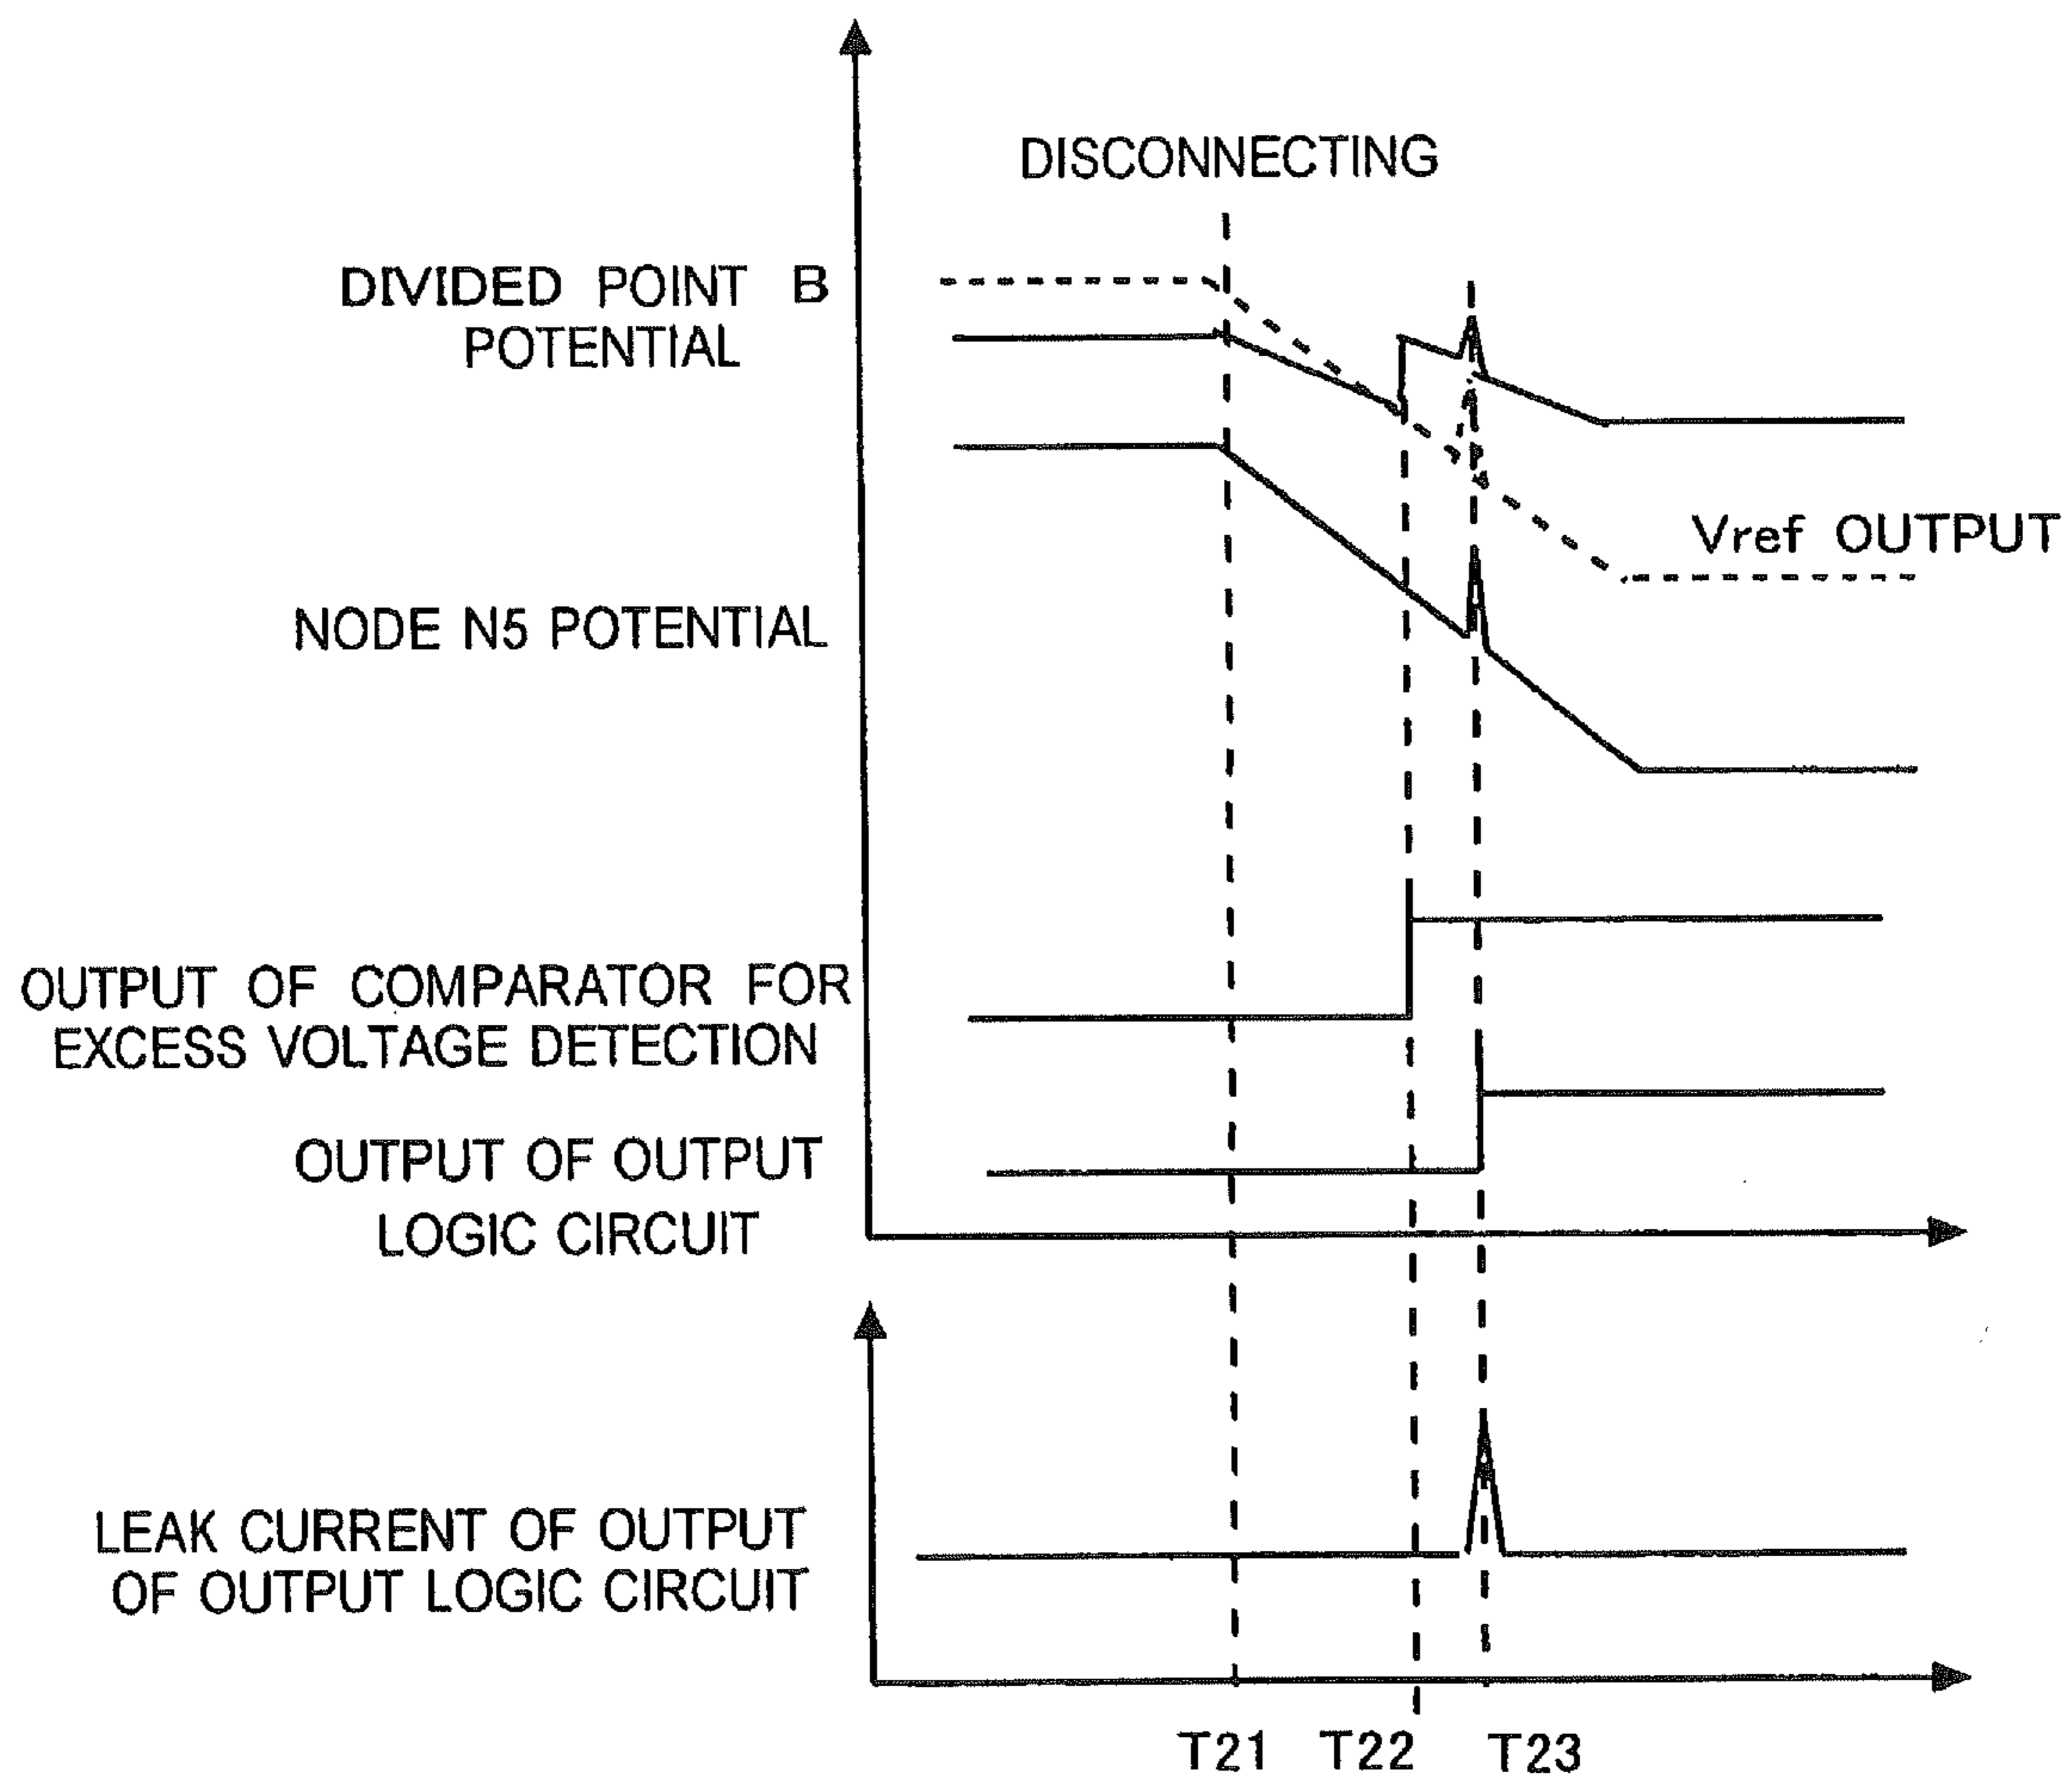 DISCONNECTING
DIVIDED POINT B
POTENTIAL
Vref OUTPUT
NODE N5 POTENTIAL
OUTPUT OF COMPARATOR FOR
EXCESS VOLTAGE DETECTION
OUTPUT OF OUTPUT
LOGIC CIRCUIT
LEAK CURRENT OF OUTPUT
OF OUTPUT LOGIC CIRCUIT
T21 T22 T23